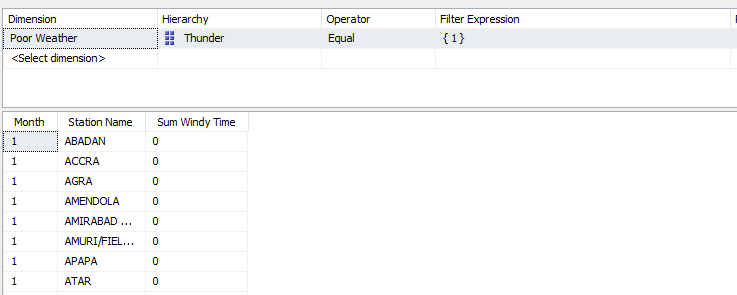 Dimension Hierarchy Operator Filter Expression
Poor Weather Thunder Equal { 1 }
<Select dimension>
Month Station Name Sum Windy Time
1 ABADAN 0
1 ACCRA 0
1 AGRA 0
1 AMENDOLA 0
1 AMIRABAD ... 0
1 AMURI/FIEL... 0
1 APAPA 0
1 ATAR 0